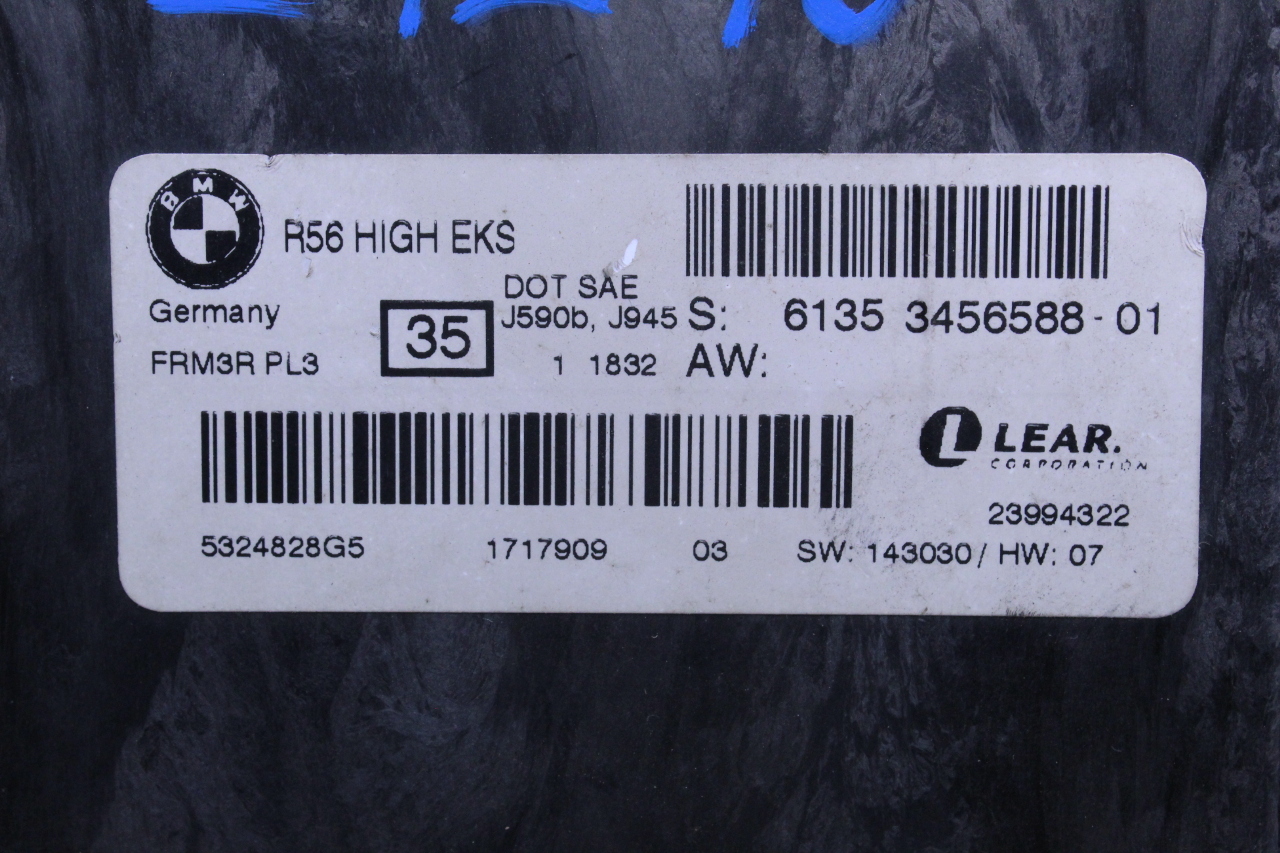 BMW
R56 HIGH EKS
Germany
DOT SAE
J590b, J945
S: 6135 3456588 - 01
FRM3R PL3
35
1 1832
AW:
LEAR.
CORPORATION
23994322
5324828G5 1717909 03 SW: 143030 / HW: 07